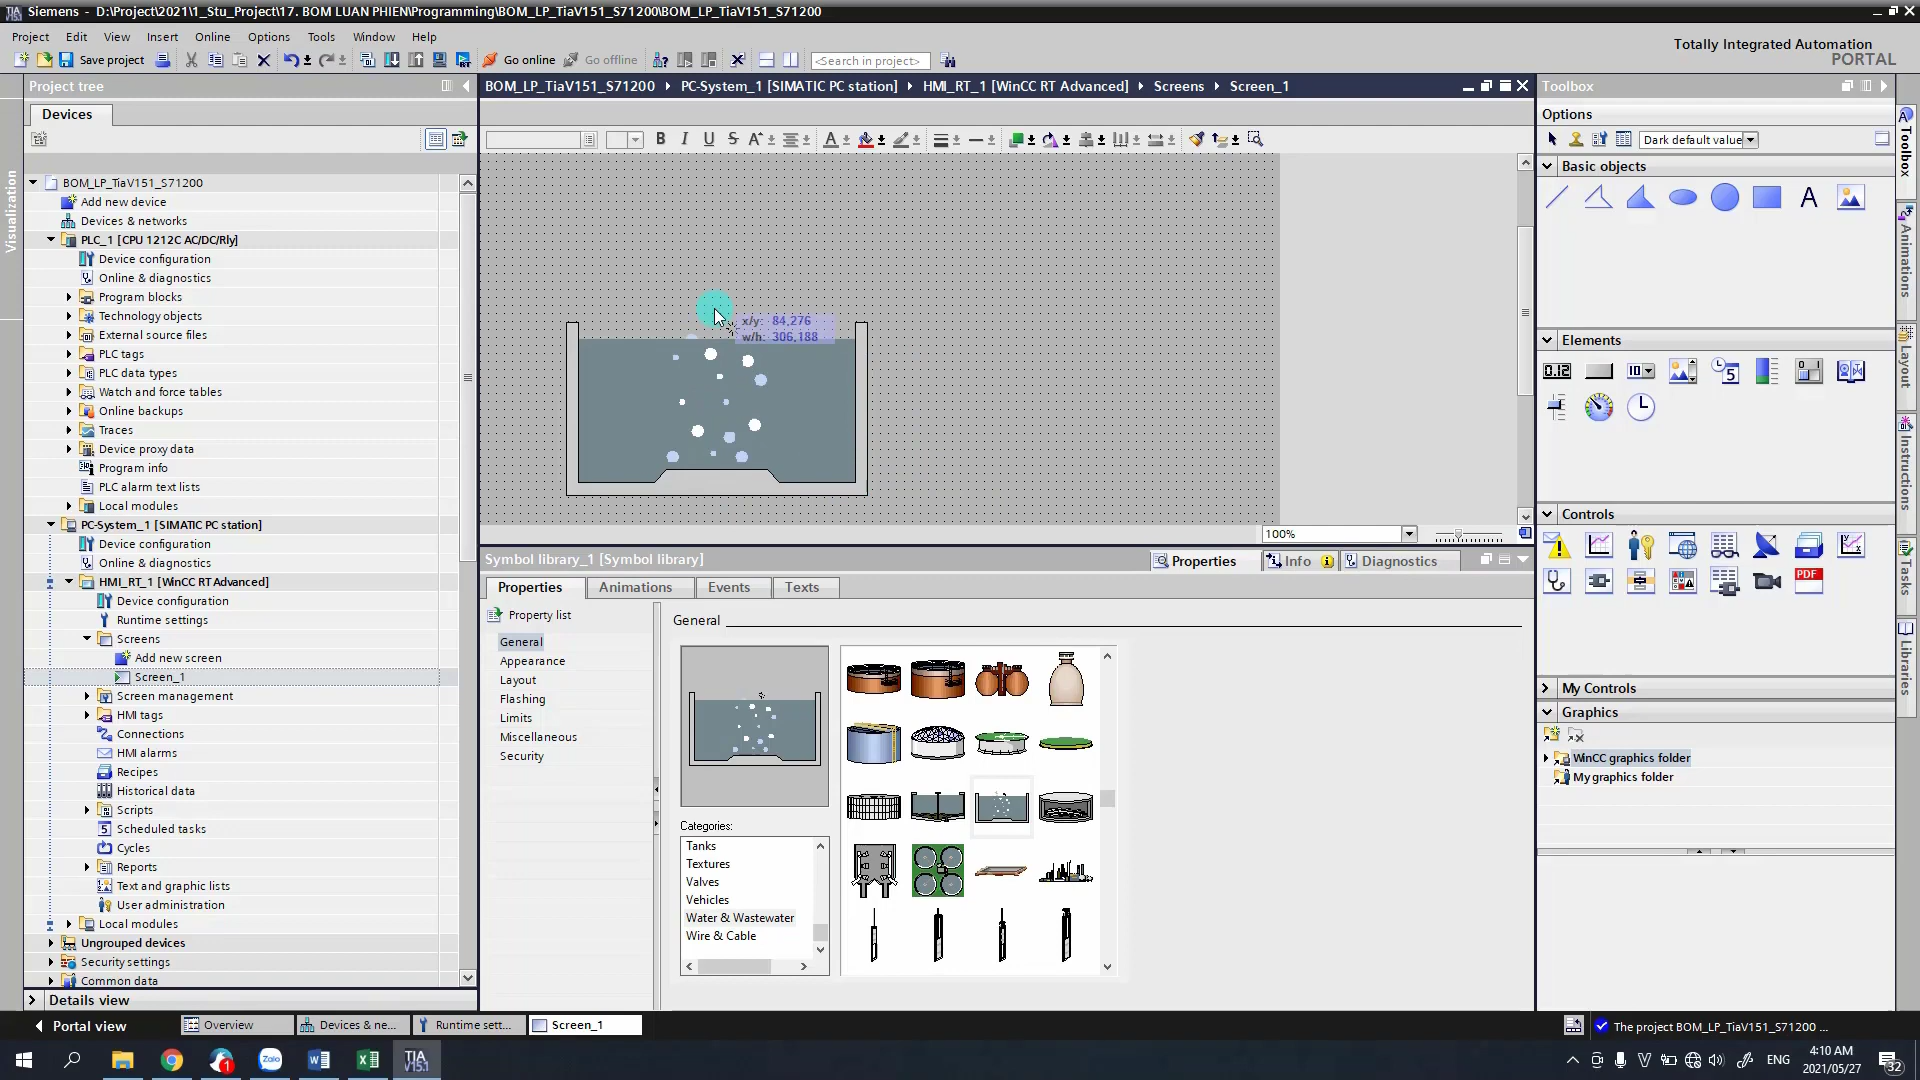 Siemens - D:\Project\2021\1_Stu_Project\17. BOM LUAN PHIEN\Programming\BOM_LP_TiaV151_S71200\BOM_LP_TiaV151_S71200
Project Edit View Insert Online Options Tools Window Help
Totally Integrated Automation
PORTAL
Save project
Go online
Go offline
<Search in project>
Project tree
Devices
Visualization
BOM_LP_TiaV151_S71200
Add new device
Devices & networks
PLC_1 [CPU 1212C AC/DC/Rly]
Device configuration
Online & diagnostics
Program blocks
Technology objects
External source files
PLC tags
PLC data types
Watch and force tables
Online backups
Traces
Device proxy data
Program info
PLC alarm text lists
Local modules
PC-System_1 [SIMATIC PC station]
Device configuration
Online & diagnostics
HMI_RT_1 [WinCC RT Advanced]
Device configuration
Runtime settings
Screens
Add new screen
Screen_1
Screen management
HMI tags
Connections
HMI alarms
Recipes
Historical data
Scripts
Scheduled tasks
Cycles
Reports
Text and graphic lists
User administration
Local modules
Ungrouped devices
Security settings
Common data
Details view
BOM_LP_TiaV151_S71200 PC-System_1 [SIMATIC PC station] HMI_RT_1 [WinCC RT Advanced] Screens Screen_1
B I U S A A
x/y: 84,276
w/h: 306,188
100%
Symbol library_1 [Symbol library]
Properties
Info
Diagnostics
Properties
Animations
Events
Texts
Property list
General
Appearance
Layout
Flashing
Limits
Miscellaneous
Security
General
Categories:
Tanks
Textures
Valves
Vehicles
Water & Wastewater
Wire & Cable
Toolbox
Options
Dark default value
Basic objects
A
Elements
0.12
10
5
Controls
PDF
My Controls
Graphics
WinCC graphics folder
My graphics folder
Toolbox
Animations
Layout
Instructions
Tasks
Libraries
Portal view
Overview
Devices & ne...
Runtime sett...
Screen_1
The project BOM_LP_TiaV151_S71200 ...
1
Zalo
TIA
V15.1
ENG
4:10 AM
2021/05/27
32